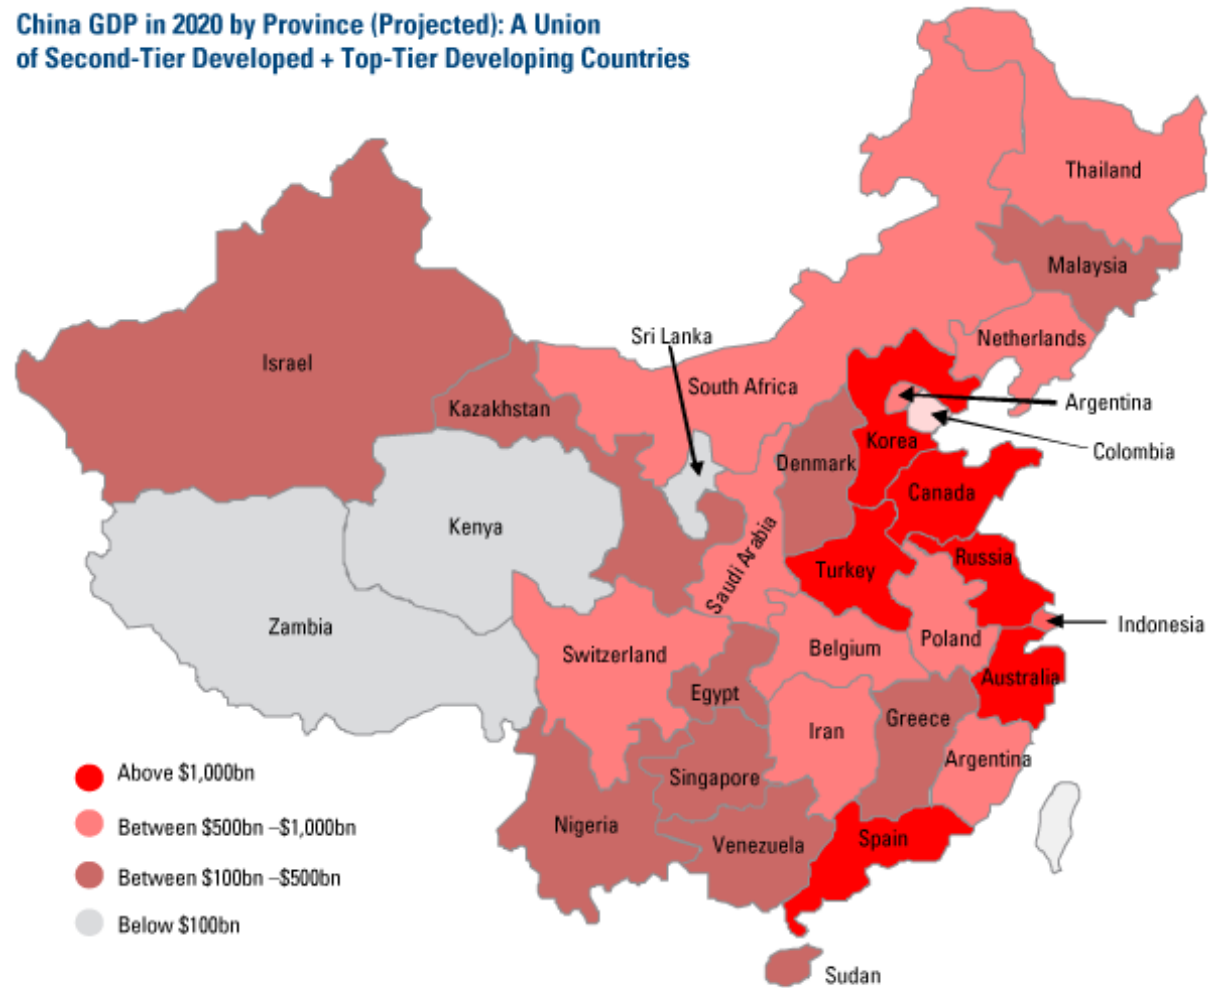 China GDP in 2020 by Province (Projected): A Union
of Second-Tier Developed + Top-Tier Developing Countries
Thailand
Malaysia
Sri Lanka
Netherlands
Israel
South Africa
Kazakhstan
Argentina
Korea
Colombia
Denmark
Canada
Kenya
Saudi Arabia
Russia
Turkey
Zambia
Indonesia
Switzerland
Belgium
Poland
Australia
Egypt
Greece
Iran
Argentina
Singapore
Nigeria
Spain
Venezuela
Sudan
Above $1,000bn
Between $500bn –$1,000bn
Between $100bn –$500bn
Below $100bn